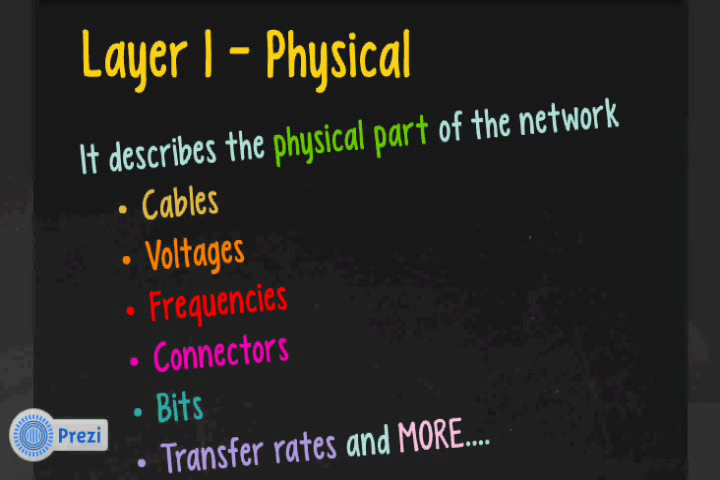 Layer 1 - Physical
It describes the physical part of the network
• Cables
• Voltages
• Frequencies
• Connectors
• Bits
• Transfer rates and MORE....
Prezi